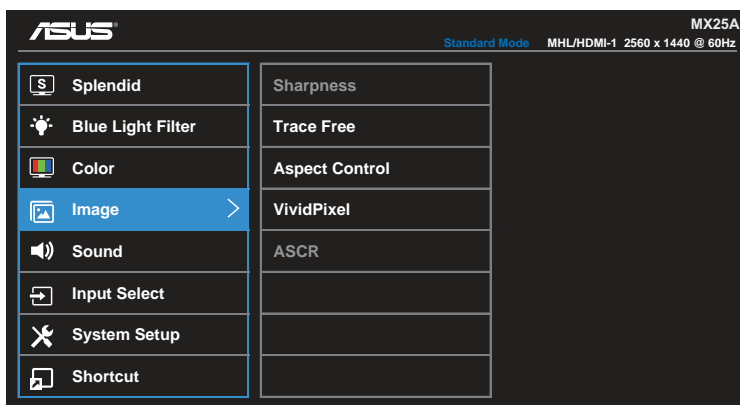 ASUS
MX25A
Standard Mode MHL/HDMI-1 2560 x 1440 @ 60Hz
S Splendid
Blue Light Filter
Color
Image
Sound
Input Select
System Setup
Shortcut
Sharpness
Trace Free
Aspect Control
VividPixel
ASCR